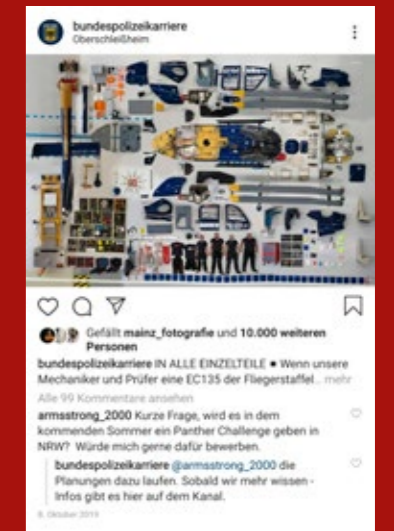 bundespolizeikarriere
Oberschleißheim
Gefällt mainz_fotografie und 10.000 weiteren
Personen
bundespolizeikarriere IN ALLE EINZELTEILE • Wenn unsere
Mechaniker und Prüfer eine EC135 der Fliegerstaffel... mehr
Alle 99 Kommentare ansehen
armsstrong_2000 Kurze Frage, wird es in dem
kommenden Sommer ein Panther Challenge geben in
NRW? Würde mich gerne dafür bewerben.
bundespolizeikarriere @armsstrong_2000 die
Planungen dazu laufen. Sobald wir mehr wissen -
Infos gibt es hier auf dem Kanal.
8. Oktober 2019